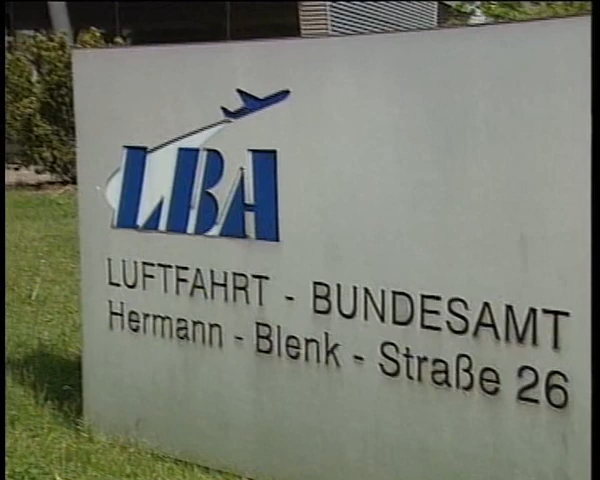 LBA
LUFTFAHRT - BUNDESAMT
Hermann - Blenk - Straße 26